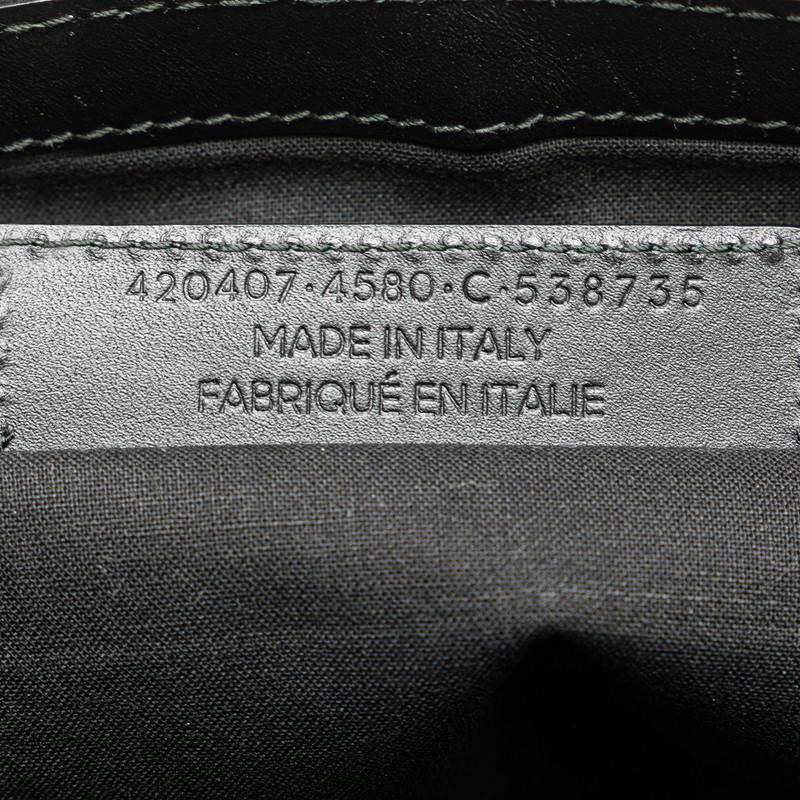 420407·4580·C·538735
MADE IN ITALY
FABRIQUÉ EN ITALIE